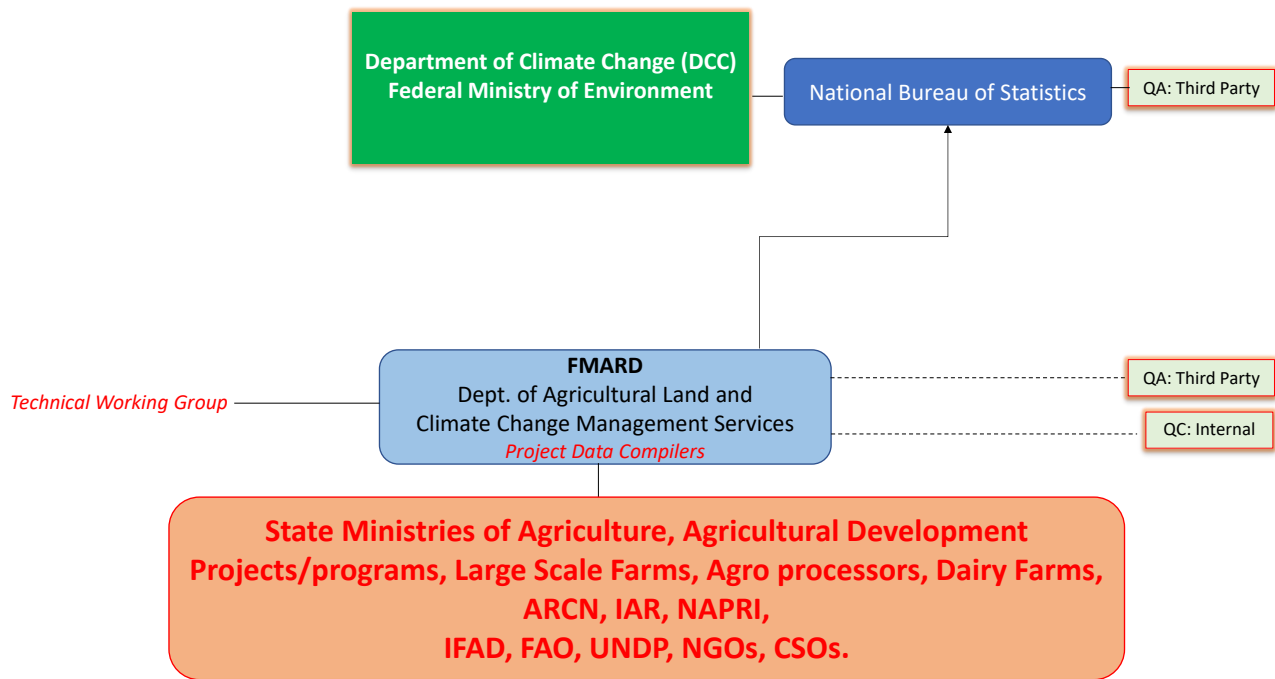 Department of Climate Change (DCC)
Federal Ministry of Environment
National Bureau of Statistics
QA: Third Party
FMARD
Dept. of Agricultural Land and
Climate Change Management Services
Project Data Compilers
Technical Working Group
QA: Third Party
QC: Internal
State Ministries of Agriculture, Agricultural Development
Projects/programs, Large Scale Farms, Agro processors, Dairy Farms,
ARCN, IAR, NAPRI,
IFAD, FAO, UNDP, NGOs, CSOs.